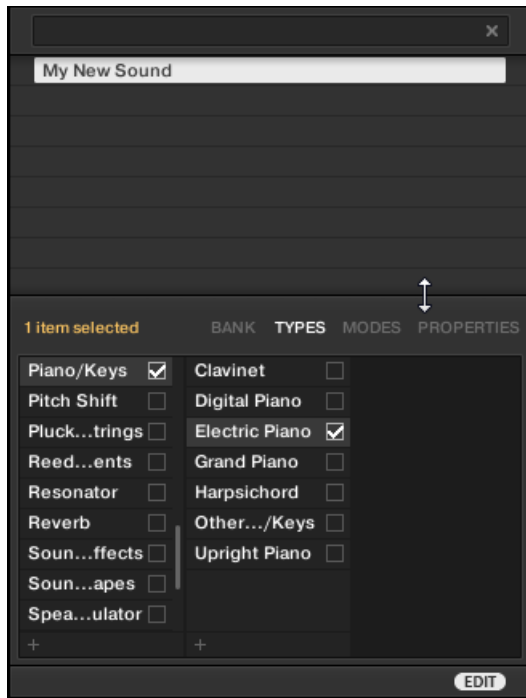 ×
My New Sound
1 item selected BANK TYPES MODES PROPERTIES
Piano/Keys Clavinet
Pitch Shift Digital Piano
Pluck...trings Electric Piano
Reed...ents Grand Piano
Resonator Harpsichord
Reverb Other.../Keys
Soun...ffects Upright Piano
Soun...apes
Spea...ulator
+ +
EDIT